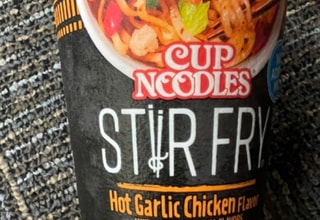 CUP
NOODLES
STIR FRY
Hot Garlic Chicken Flavor